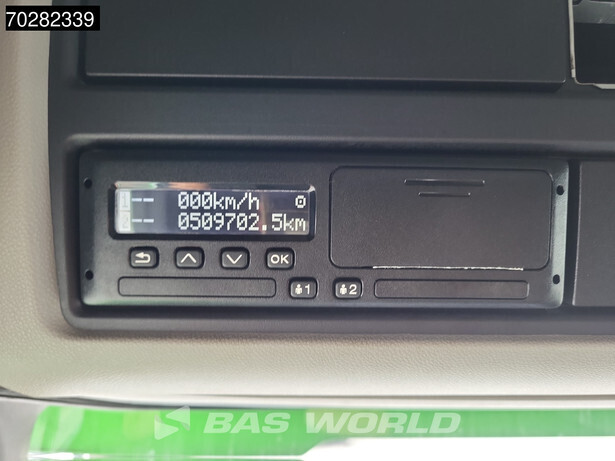 70282339
-- 000km/h
-- 0509702.5km
OK
1
2
BAS WORLD